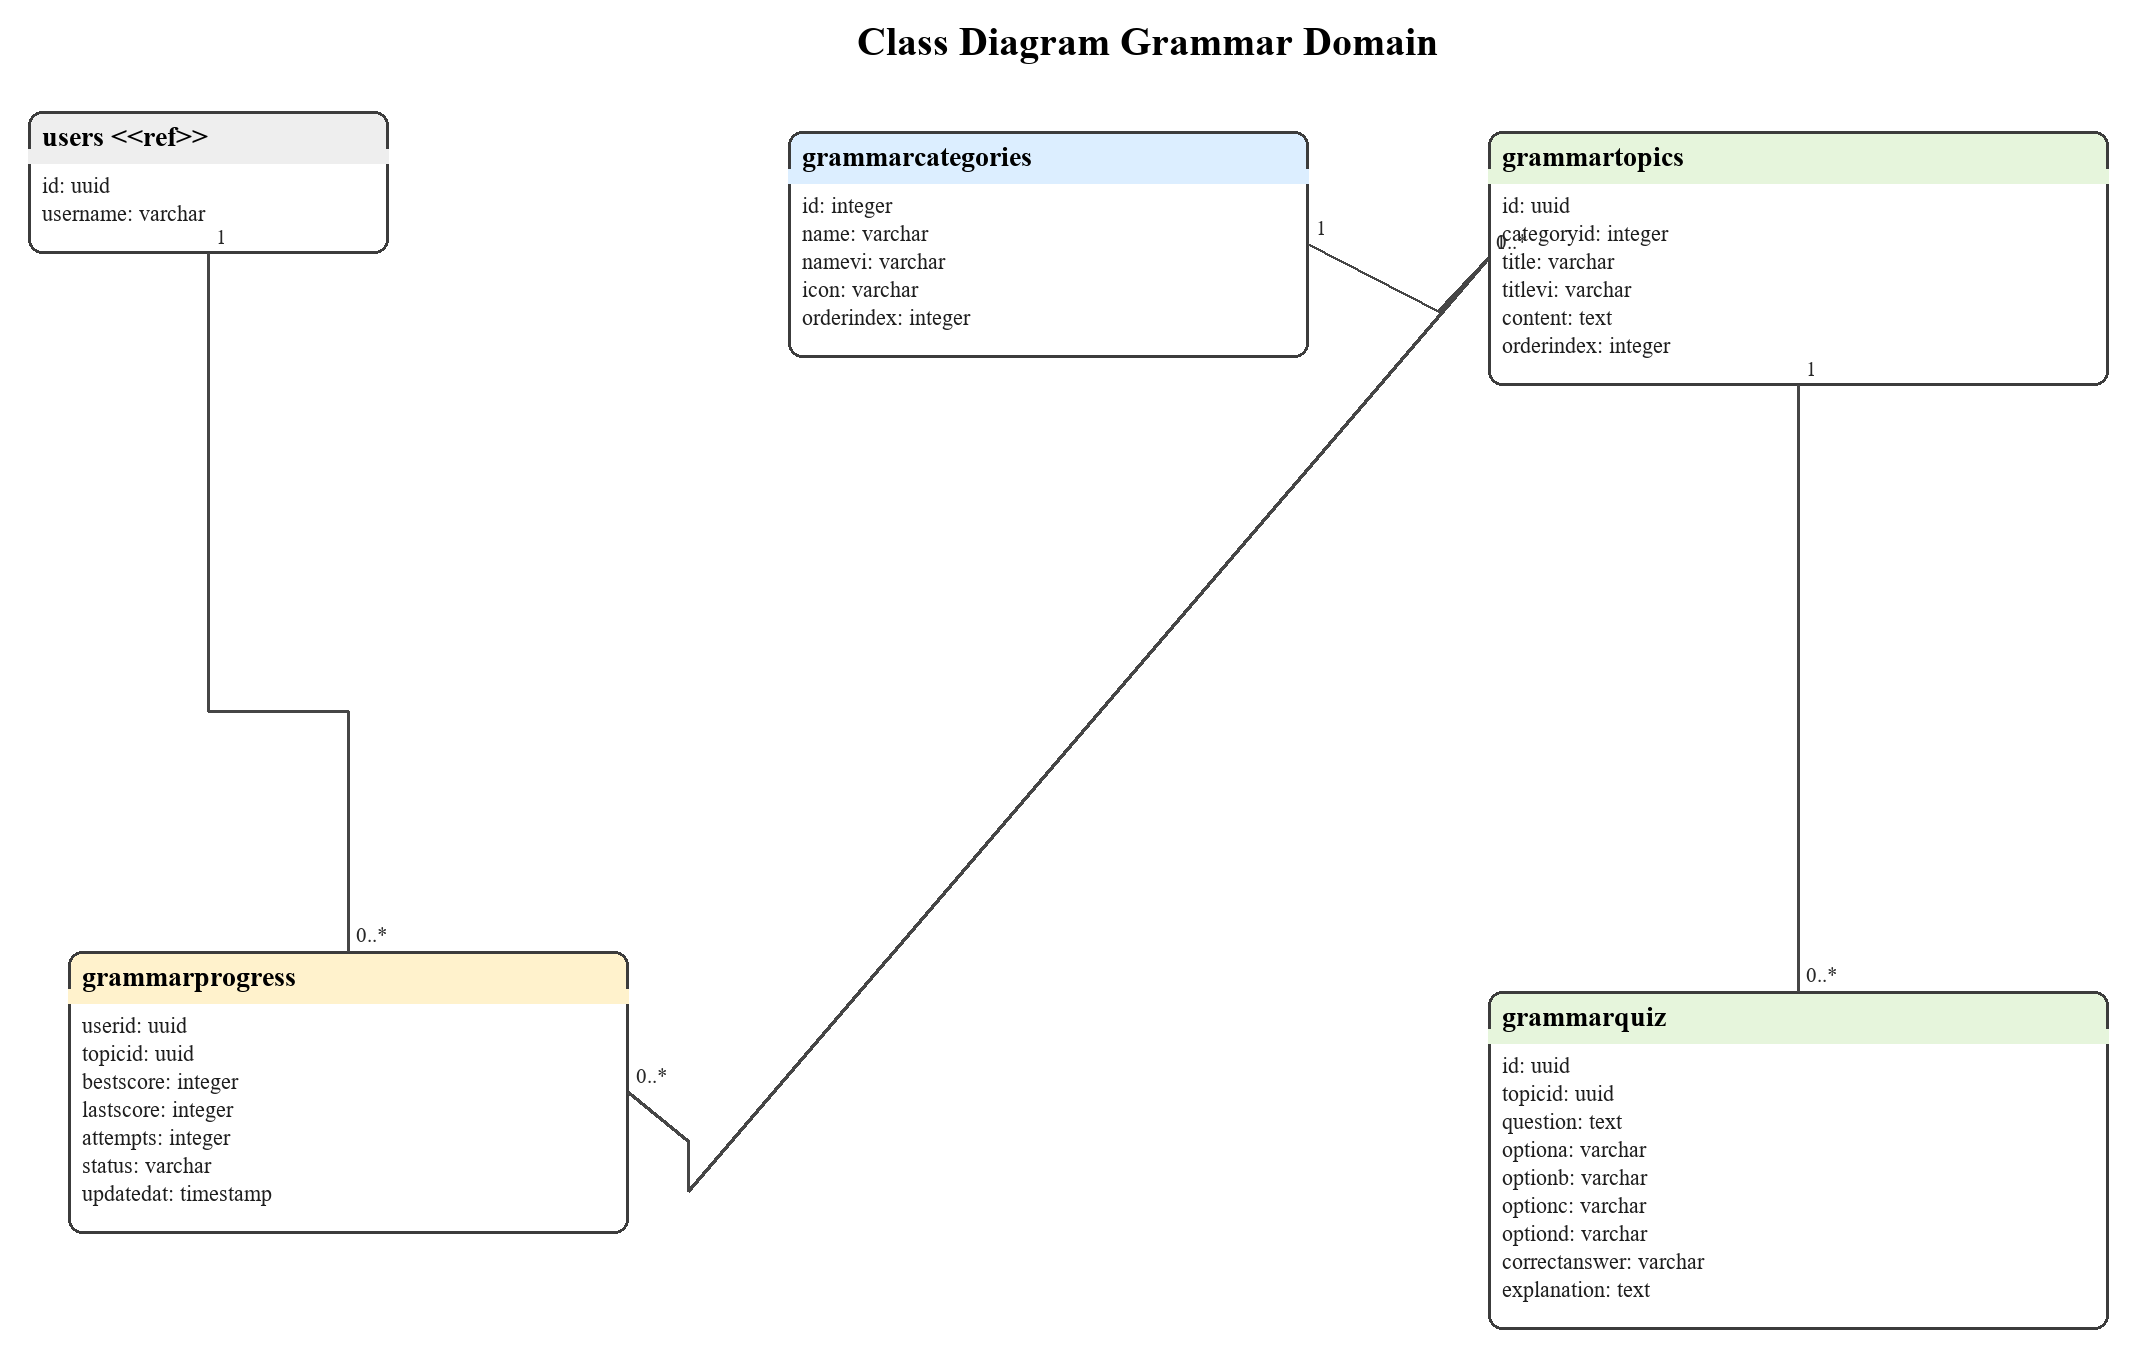 Class Diagram Grammar Domain
users <<ref>>
id: uuid
username: varchar
1
grammarcategories
id: integer
name: varchar
namevi: varchar
icon: varchar
orderindex: integer
1
grammartopics
id: uuid
categoryid: integer
0..*
1
title: varchar
titlevi: varchar
content: text
orderindex: integer
1
0..*
grammarprogress
userid: uuid
topicid: uuid
bestscore: integer
lastscore: integer
attempts: integer
status: varchar
updatedat: timestamp
0..*
0..*
grammarquiz
id: uuid
topicid: uuid
question: text
optiona: varchar
optionb: varchar
optionc: varchar
optiond: varchar
correctanswer: varchar
explanation: text